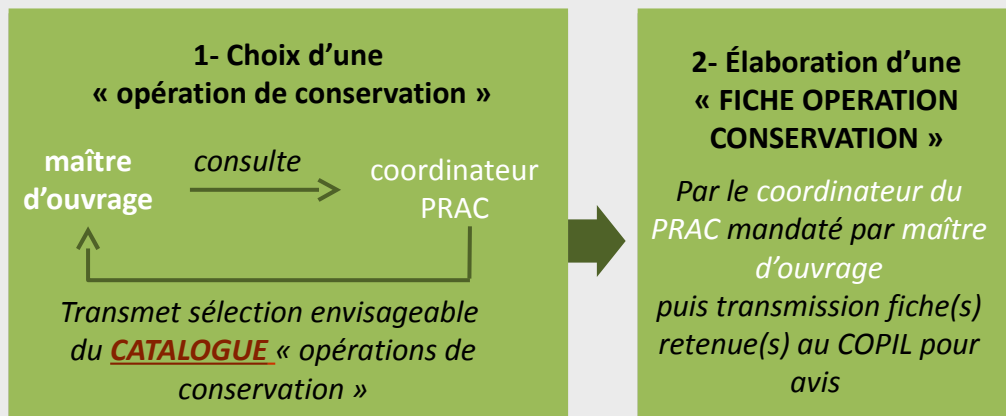 1- Choix d’une
« opération de conservation »
maître
d’ouvrage
consulte
coordinateur
PRAC
Transmet sélection envisageable
du CATALOGUE « opérations de
conservation »
2- Élaboration d’une
« FICHE OPERATION
CONSERVATION »
Par le coordinateur du
PRAC mandaté par maître
d’ouvrage
puis transmission fiche(s)
retenue(s) au COPIL pour
avis